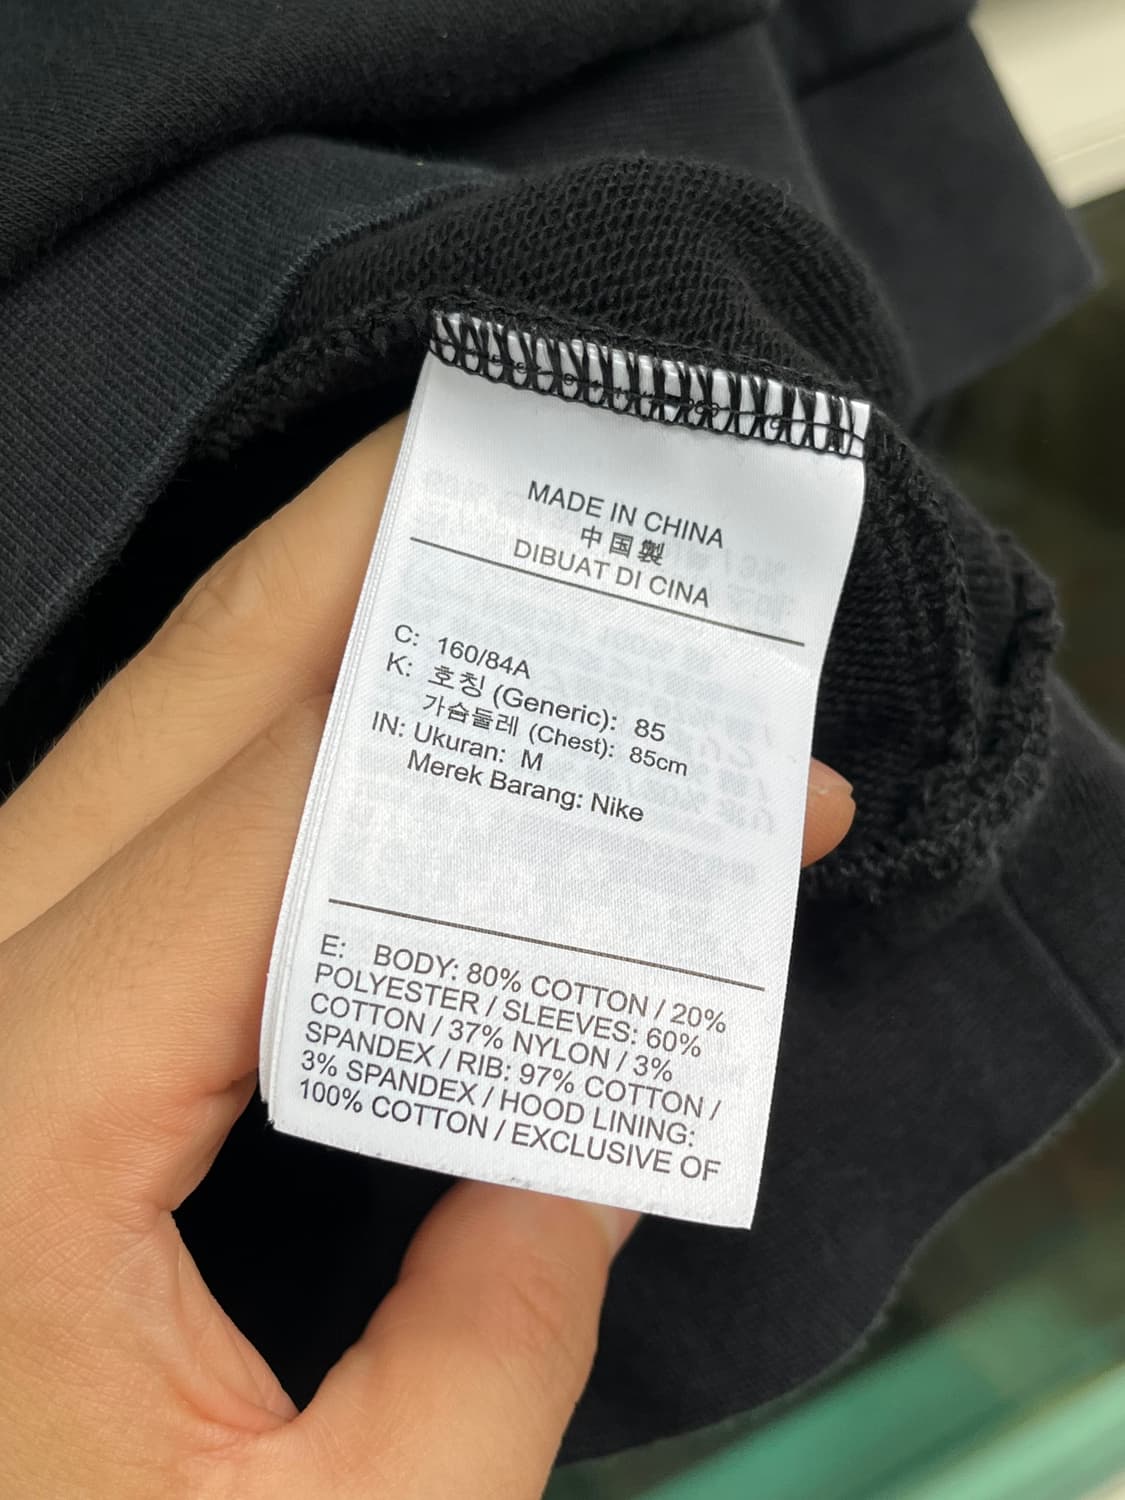 MADE IN CHINA
中国製
DIBUAT DI CINA
C: 160/84A
K: 호칭 (Generic): 85
가슴둘레 (Chest): 85cm
IN: Ukuran: M
Merek Barang: Nike
E: BODY: 80% COTTON / 20%
POLYESTER / SLEEVES: 60%
COTTON / 37% NYLON / 3%
SPANDEX / RIB: 97% COTTON /
3% SPANDEX / HOOD LINING:
100% COTTON / EXCLUSIVE OF